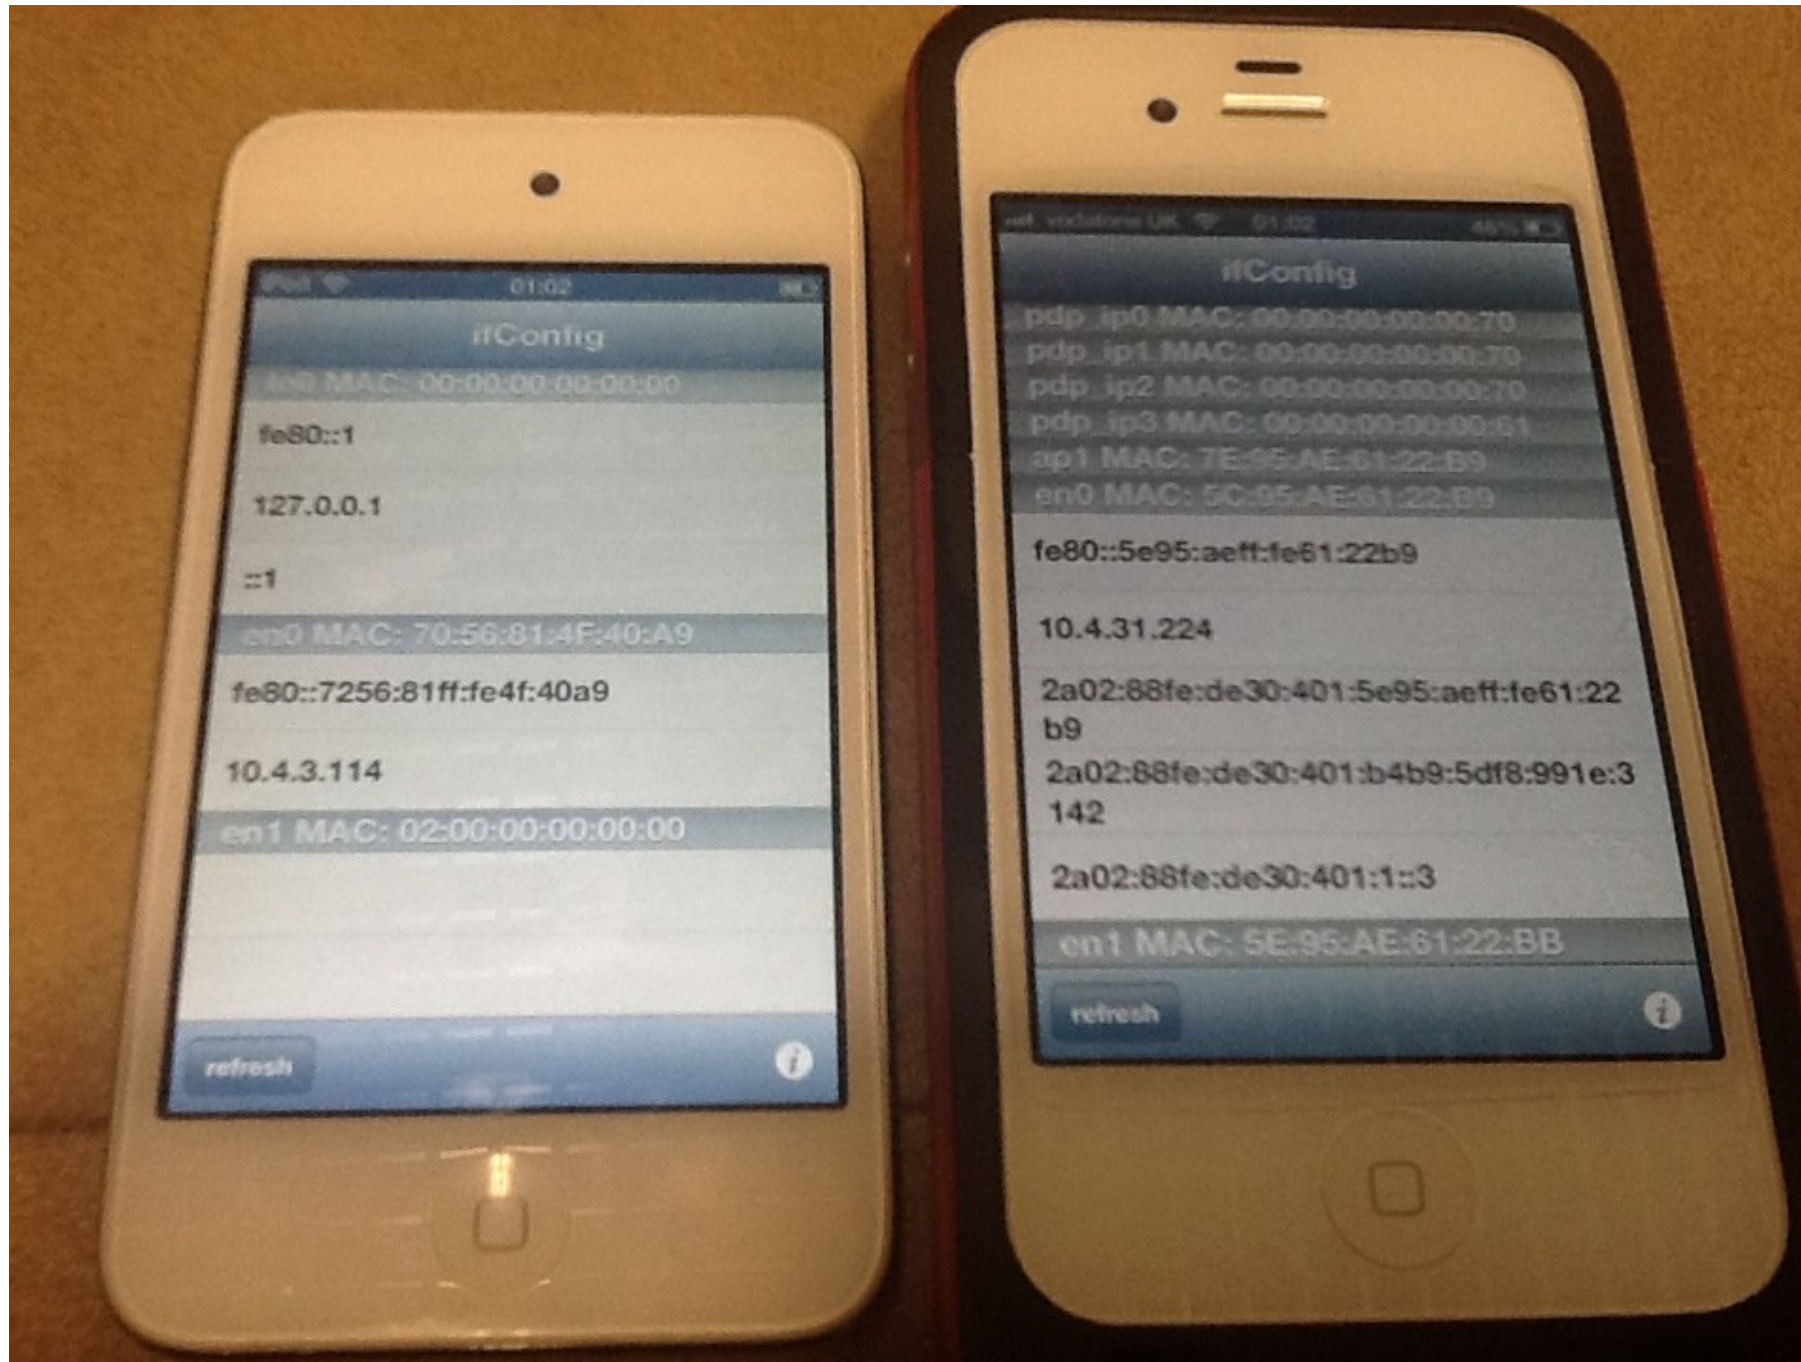 iPod
01:02
ifConfig
lo0 MAC: 00:00:00:00:00:00
fe80::1
127.0.0.1
::1
en0 MAC: 70:56:81:4F:40:A9
fe80::7256:81ff:fe4f:40a9
10.4.3.114
en1 MAC: 02:00:00:00:00:00
refresh
i
vodafone UK
01:02
46%
ifConfig
pdp_ip0 MAC: 00:00:00:00:00:70
pdp_ip1 MAC: 00:00:00:00:00:70
pdp_ip2 MAC: 00:00:00:00:00:70
pdp_ip3 MAC: 00:00:00:00:00:61
ap1 MAC: 7E:95:AE:61:22:B9
en0 MAC: 5C:95:AE:61:22:B9
fe80::5e95:aeff:fe61:22b9
10.4.31.224
2a02:88fe:de30:401:5e95:aeff:fe61:22
b9
2a02:88fe:de30:401:b4b9:5df8:991e:3
142
2a02:88fe:de30:401:1::3
en1 MAC: 5E:95:AE:61:22:BB
refresh
i